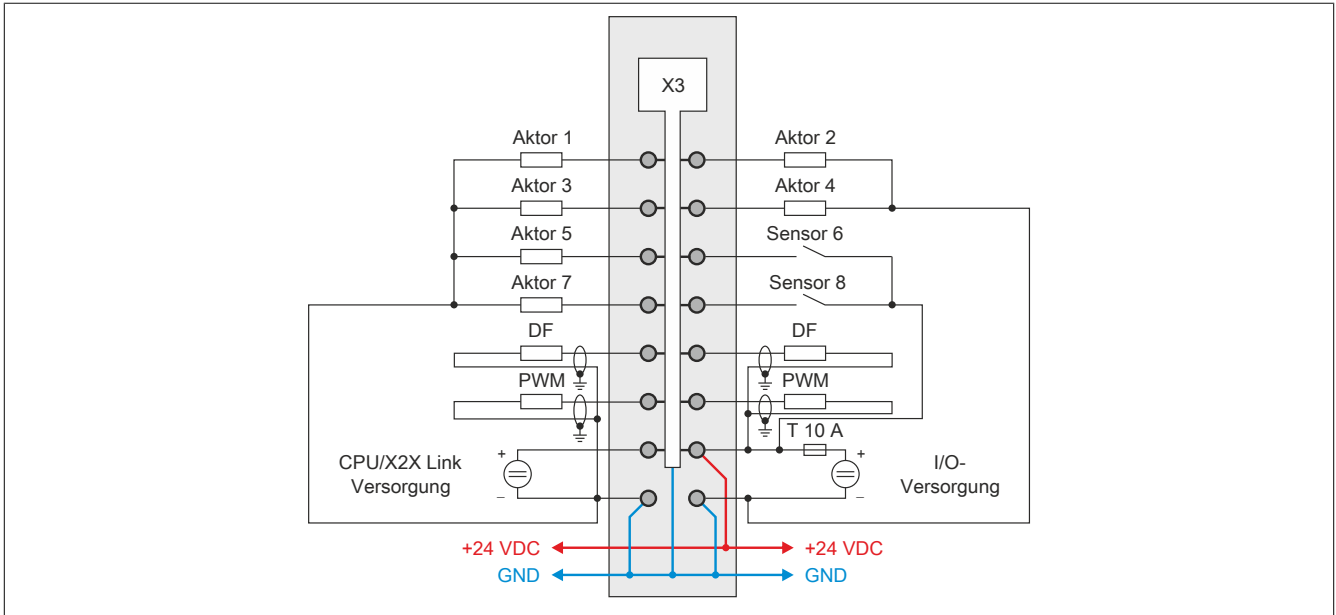 X3
Aktor 1
Aktor 2
Aktor 3
Aktor 4
Aktor 5
Sensor 6
Aktor 7
Sensor 8
DF
DF
PWM
PWM
T 10 A
+
+
CPU/X2X Link
Versorgung
I/O-
Versorgung
–
–
+24 VDC
+24 VDC
GND
GND